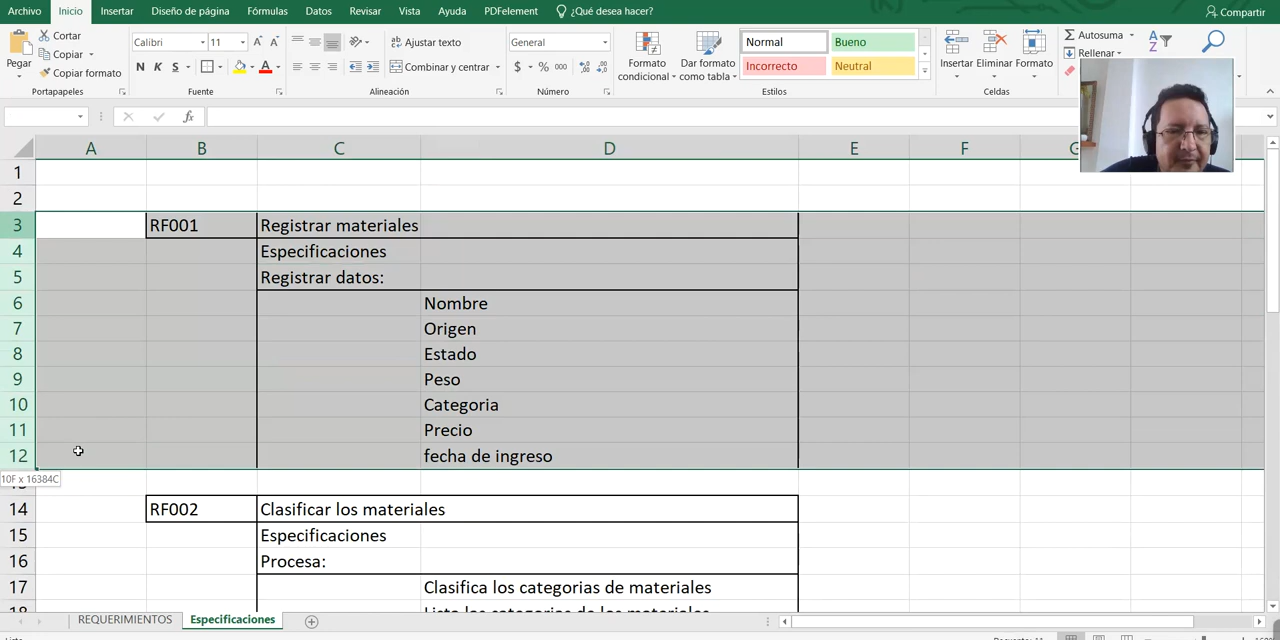 Archivo Inicio Insertar Diseño de página Fórmulas Datos Revisar Vista Ayuda PDFelement ¿Qué desea hacer? Compartir
Pegar
Cortar
Copiar
Copiar formato
Portapapeles
Calibri 11
N K S
Fuente
Ajustar texto
Combinar y centrar
Alineación
General
$ % 000
Número
Formato condicional
Dar formato como tabla
Normal Bueno
Incorrecto Neutral
Estilos
Insertar Eliminar Formato
Celdas
Autosuma
Rellenar
fx
A B C D E F G
1
2
3 RF001 Registrar materiales
4 Especificaciones
5 Registrar datos:
6 Nombre
7 Origen
8 Estado
9 Peso
10 Categoria
11 Precio
12 fecha de ingreso
10F x 16384C
14 RF002 Clasificar los materiales
15 Especificaciones
16 Procesa:
17 Clasifica los categorias de materiales
18 Lista los categorias de los materiales
REQUERIMIENTOS Especificaciones